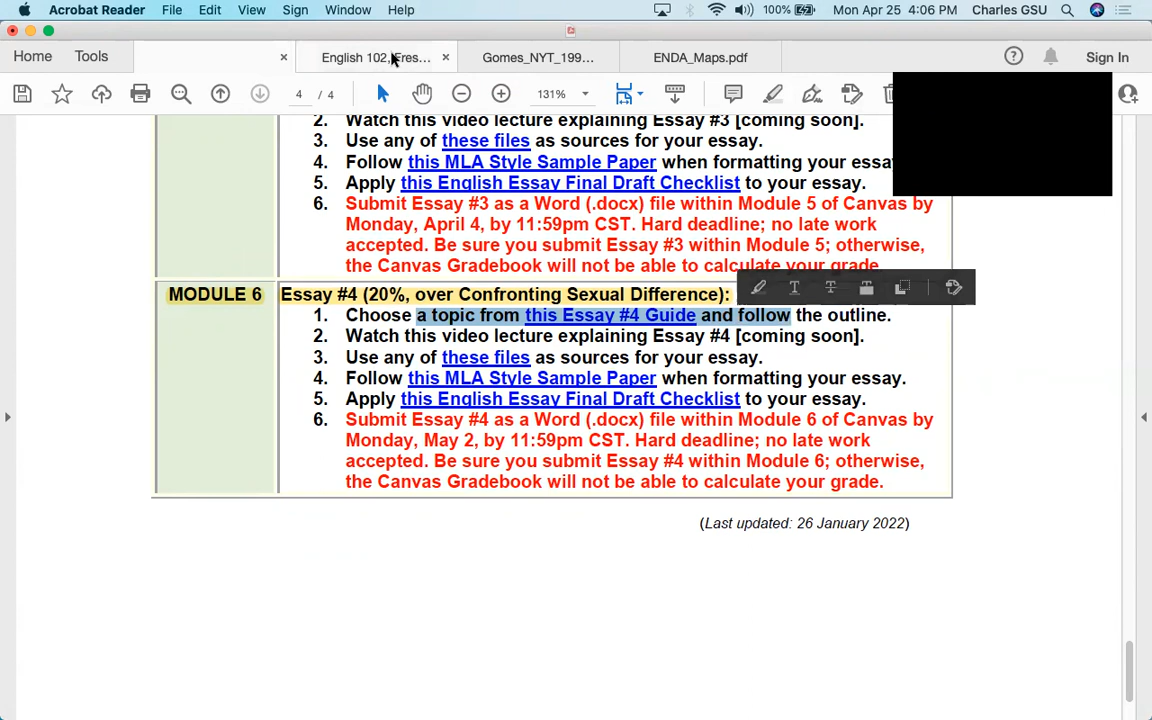 Acrobat Reader File Edit View Sign Window Help 100% Mon Apr 25 4:06 PM Charles GSU
Home Tools English 102, Fres... Gomes_NYT_199... ENDA_Maps.pdf Sign In
4 / 4 131%
2. Watch this video lecture explaining Essay #3 [coming soon].
3. Use any of these files as sources for your essay.
4. Follow this MLA Style Sample Paper when formatting your essa
5. Apply this English Essay Final Draft Checklist to your essay.
6. Submit Essay #3 as a Word (.docx) file within Module 5 of Canvas by
Monday, April 4, by 11:59pm CST. Hard deadline; no late work
accepted. Be sure you submit Essay #3 within Module 5; otherwise,
the Canvas Gradebook will not be able to calculate your grade.
MODULE 6 Essay #4 (20%, over Confronting Sexual Difference):
1. Choose a topic from this Essay #4 Guide and follow the outline.
2. Watch this video lecture explaining Essay #4 [coming soon].
3. Use any of these files as sources for your essay.
4. Follow this MLA Style Sample Paper when formatting your essay.
5. Apply this English Essay Final Draft Checklist to your essay.
6. Submit Essay #4 as a Word (.docx) file within Module 6 of Canvas by
Monday, May 2, by 11:59pm CST. Hard deadline; no late work
accepted. Be sure you submit Essay #4 within Module 6; otherwise,
the Canvas Gradebook will not be able to calculate your grade.
(Last updated: 26 January 2022)